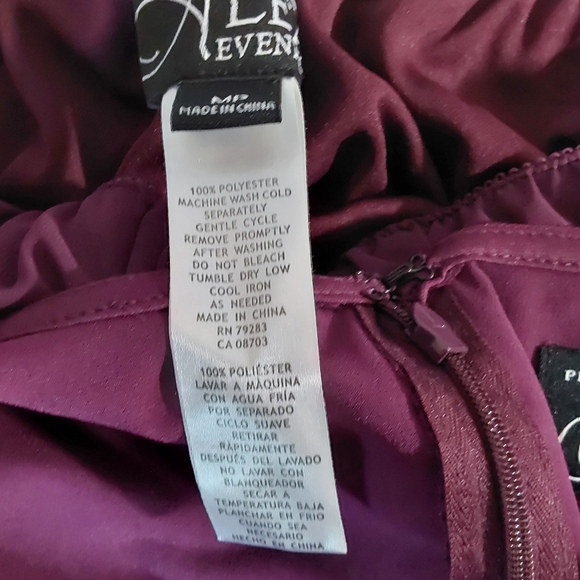 ALE
EVEN
MP
MADE IN CHINA
100% POLYESTER
MACHINE WASH COLD
SEPARATELY
GENTLE CYCLE
REMOVE PROMPTLY
AFTER WASHING
DO NOT BLEACH
TUMBLE DRY LOW
COOL IRON
AS NEEDED
MADE IN CHINA
RN 79283
CA 08703
100% POLIÉSTER
LAVAR A MÁQUINA
CON AGUA FRÍA
POR SEPARADO
CICLO SUAVE
RETIRAR
RÁPIDAMENTE
DESPUÉS DEL LAVADO
NO LAVAR CON
BLANQUEADOR
SECAR A
TEMPERATURA BAJA
PLANCHAR EN FRIO
CUANDO SEA
NECESARIO
HECHO EN CHINA